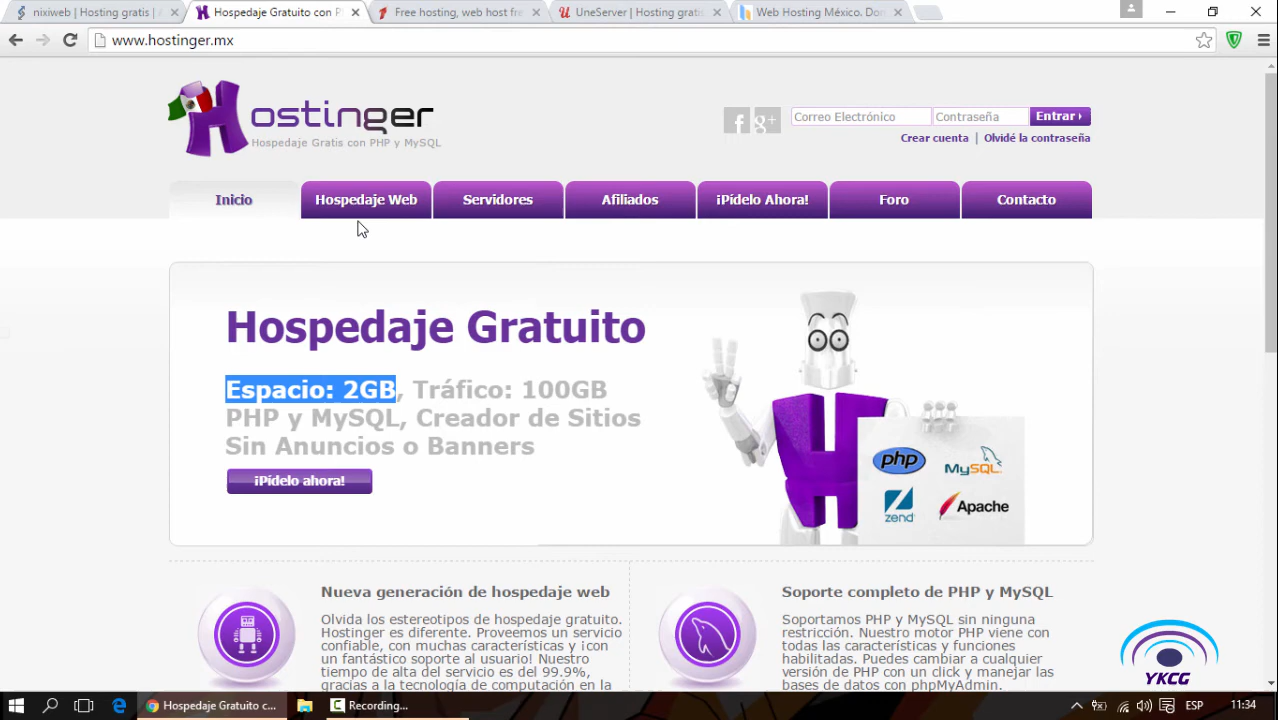 nixiweb | Hosting gratis | A
Hospedaje Gratuito con P
Free hosting, web host fre
UneServer | Hosting gratis
Web Hosting México. Do
www.hostinger.mx
Hostinger
Hospedaje Gratis con PHP y MySQL
f g+
Correo Electrónico Contraseña Entrar
Crear cuenta | Olvidé la contraseña
Inicio Hospedaje Web Servidores Afiliados ¡Pídelo Ahora! Foro Contacto
Hospedaje Gratuito
Espacio: 2GB, Tráfico: 100GB
PHP y MySQL, Creador de Sitios
Sin Anuncios o Banners
¡Pídelo ahora!
php MySQL
zend Apache
Nueva generación de hospedaje web
Olvida los estereotipos de hospedaje gratuito.
Hostinger es diferente. Proveemos un servicio
confiable, con muchas características y ¡con
un fantástico soporte al usuario! Nuestro
tiempo de alta del servicio es del 99.9%,
gracias a la tecnología de computación en la
Soporte completo de PHP y MySQL
Soportamos PHP y MySQL sin ninguna
restricción. Nuestro motor PHP viene con
todas las características y funciones
habilitadas. Puedes cambiar a cualquier
versión de PHP con un click y manejar las
bases de datos con phpMyAdmin.
YKCG
Hospedaje Gratuito c...
Recording...
ESP
11:34